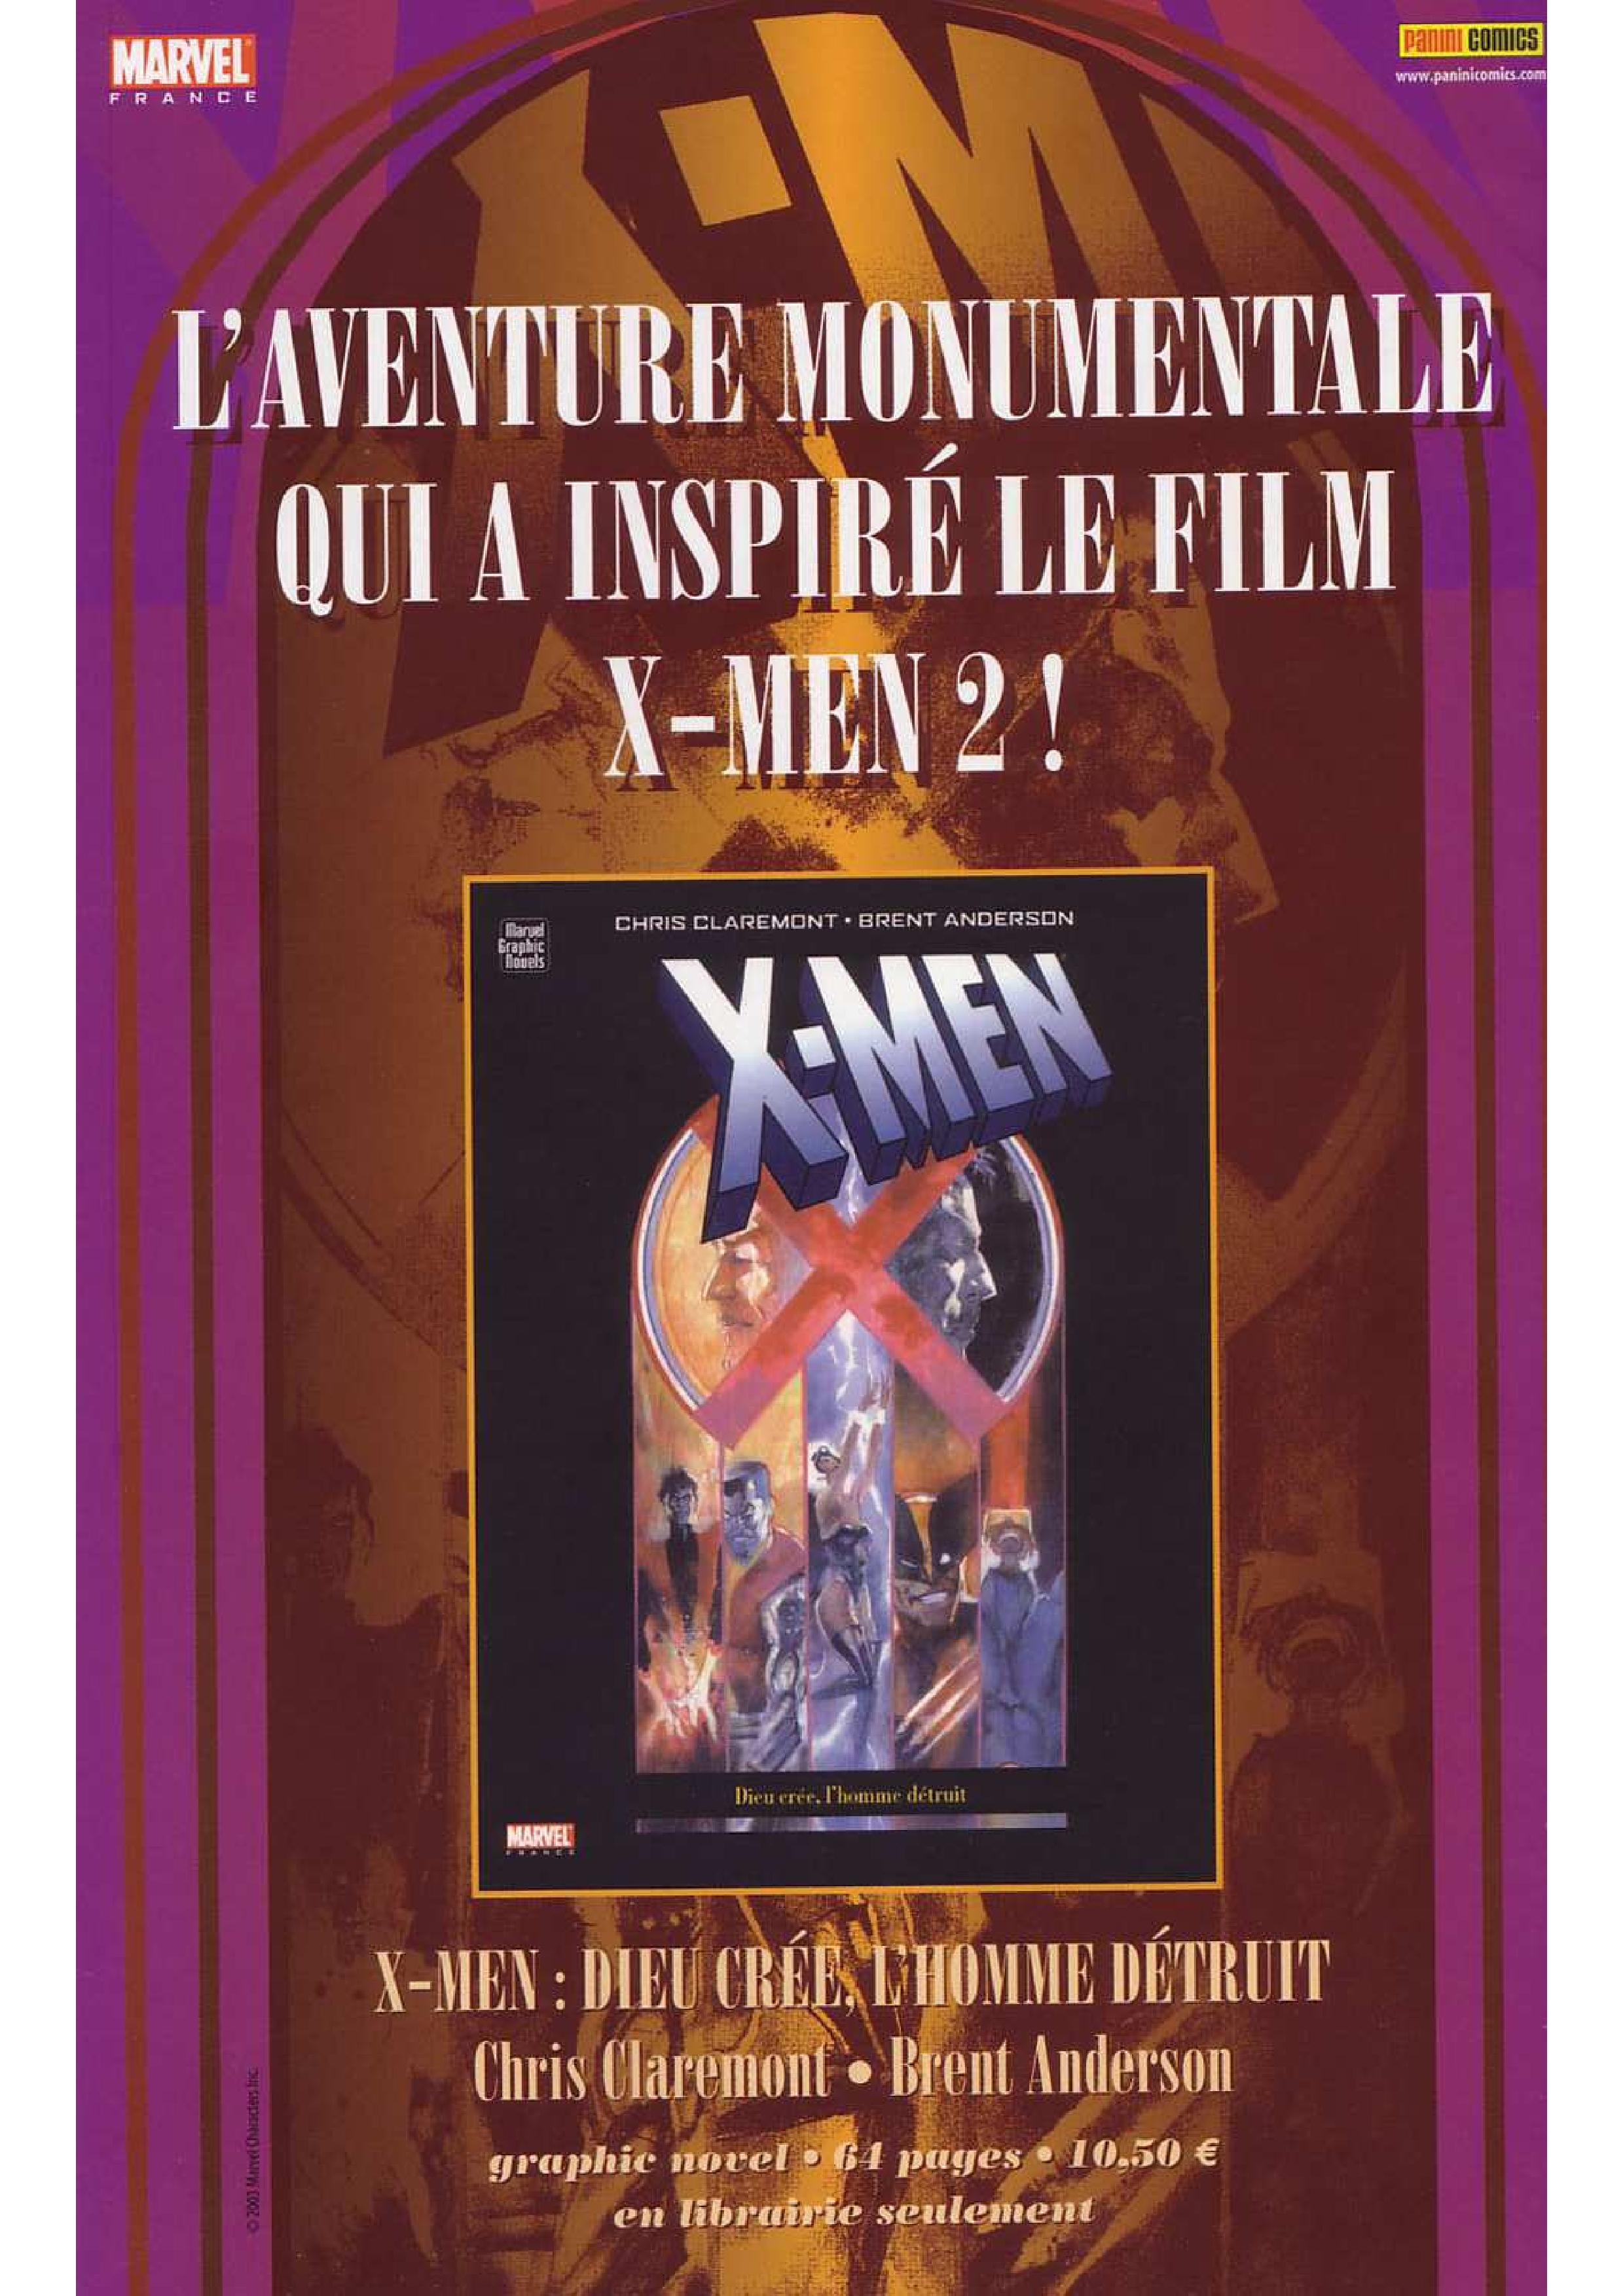 MARVEL
FRANCE
PANINI COMICS
www.paninicomics.com
X-M
L'AVENTURE MONUMENTALE
QUI A INSPIRÉ LE FILM
X-MEN 2 !
Marvel
Graphic
Novels
CHRIS CLAREMONT • BRENT ANDERSON
X-MEN
Dieu crée, l'homme détruit
MARVEL
FRANCE
X-MEN : DIEU CRÉE, L'HOMME DÉTRUIT
Chris Claremont • Brent Anderson
graphic novel • 64 pages • 10,50 €
en librairie seulement
© 2003 Marvel Characters Inc.